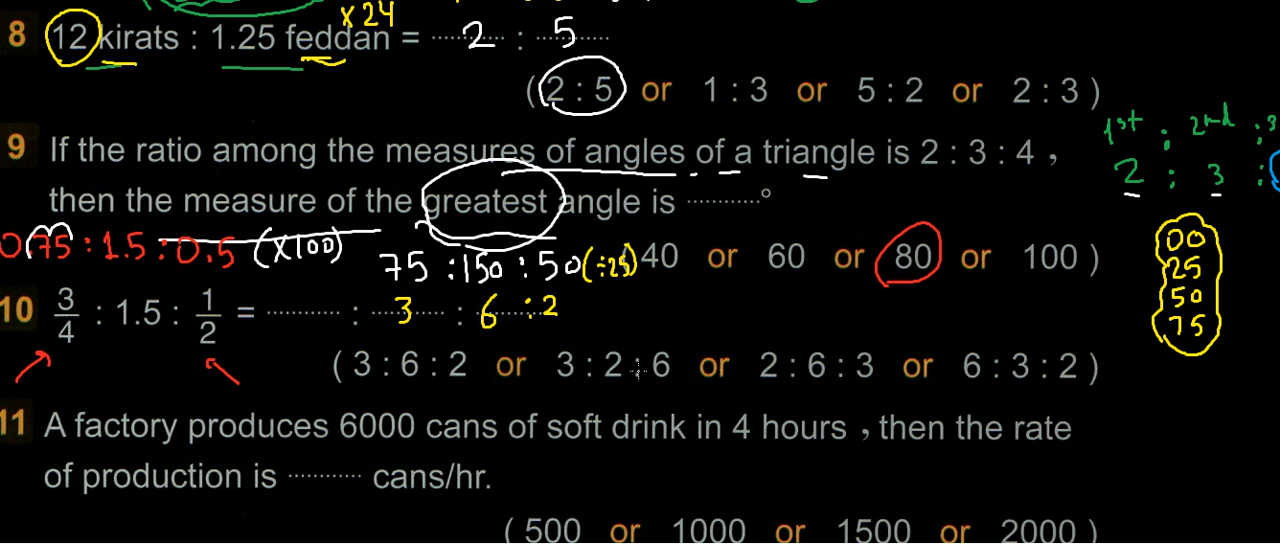 × 24
8 12 kirats : 1.25 feddan = ......2...... : ......5......
( 2 : 5 or 1 : 3 or 5 : 2 or 2 : 3 )
1st : 2nd : 3
9 If the ratio among the measures of angles of a triangle is 2 : 3 : 4 ,
2 : 3 :
then the measure of the greatest angle is ............°
0.75 : 1.5 : 0.5 (×100) 75 : 150 : 50 (÷25)
40 or 60 or 80 or 100 )
00
25
50
75
10 3/4 : 1.5 : 1/2 = ............ : ......3...... : ......6...... : 2
( 3 : 6 : 2 or 3 : 2 : 6 or 2 : 6 : 3 or 6 : 3 : 2 )
11 A factory produces 6000 cans of soft drink in 4 hours , then the rate
of production is ............ cans/hr.
( 500 or 1000 or 1500 or 2000 )